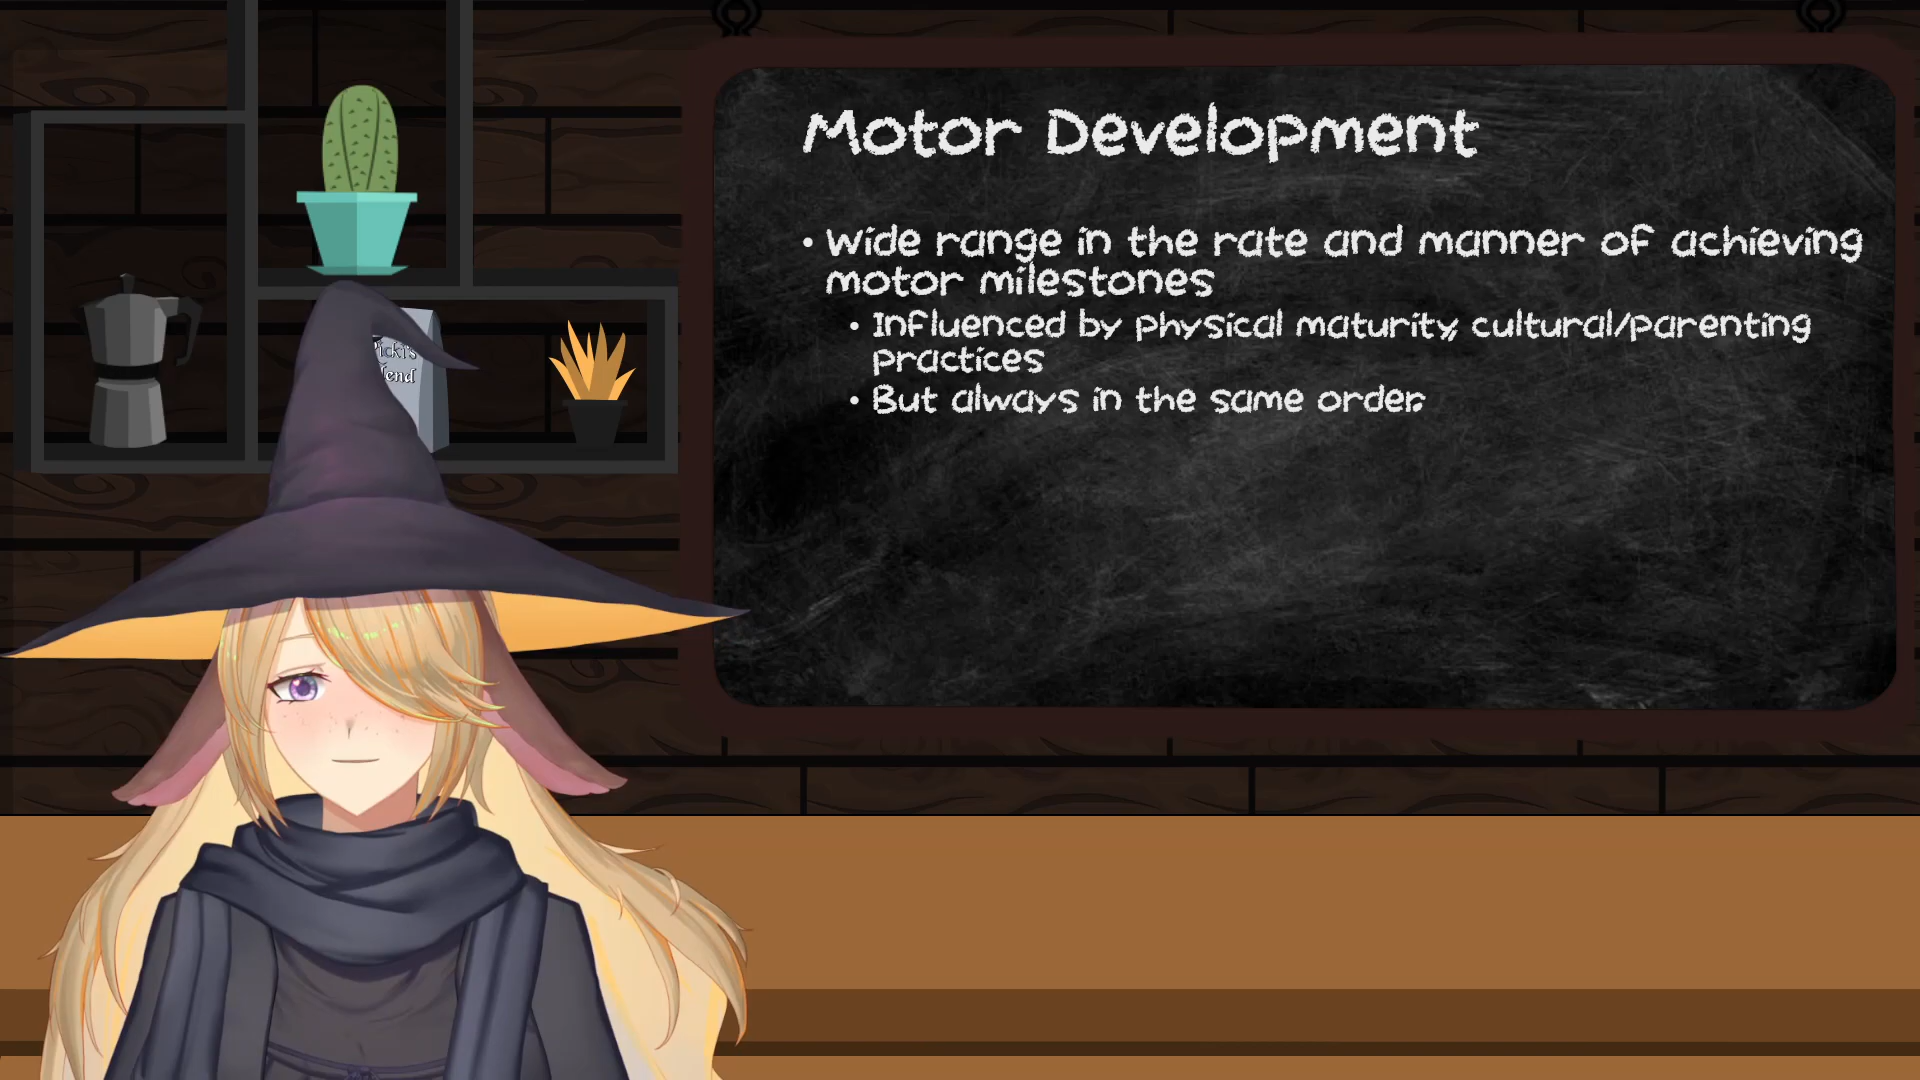 Motor Development
• Wide range in the rate and manner of achieving
motor milestones
• Influenced by physical maturity, cultural/parenting
practices
• But always in the same order.